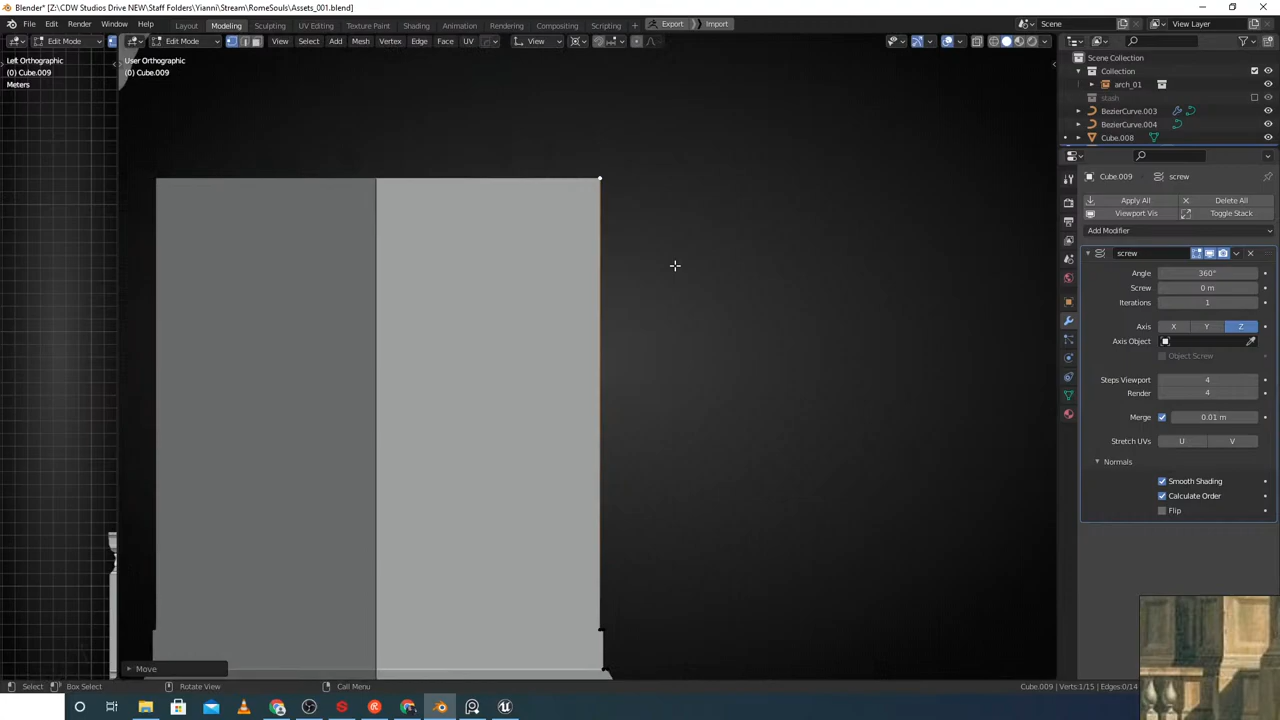 Blender* [Z:\CDW Studios Drive NEW\Staff Folders\Yianni\Stream\RomeSouls\Assets_001.blend]
File Edit Render Window Help Layout Modeling Sculpting UV Editing Texture Paint Shading Animation Rendering Compositing Scripting Export Import Scene View Layer
Edit Mode Edit Mode View Select Add Mesh Vertex Edge Face UV View
Left Orthographic User Orthographic Scene Collection
(0) Cube.009 (0) Cube.009 Collection
Meters arch_01
stash
BezierCurve.003
BezierCurve.004
Cube.008
Cube.009 screw
Apply All Delete All
Viewport Vis Toggle Stack
Add Modifier
screw
Angle 360°
Screw 0 m
Iterations 1
Axis X Y Z
Axis Object
Object Screw
Steps Viewport 4
Render 4
Merge 0.01 m
Stretch UVs U V
Normals
Smooth Shading
Calculate Order
Flip
Move
Select Box Select Rotate View Call Menu Cube.009 | Verts:1/15 | Edges:0/14